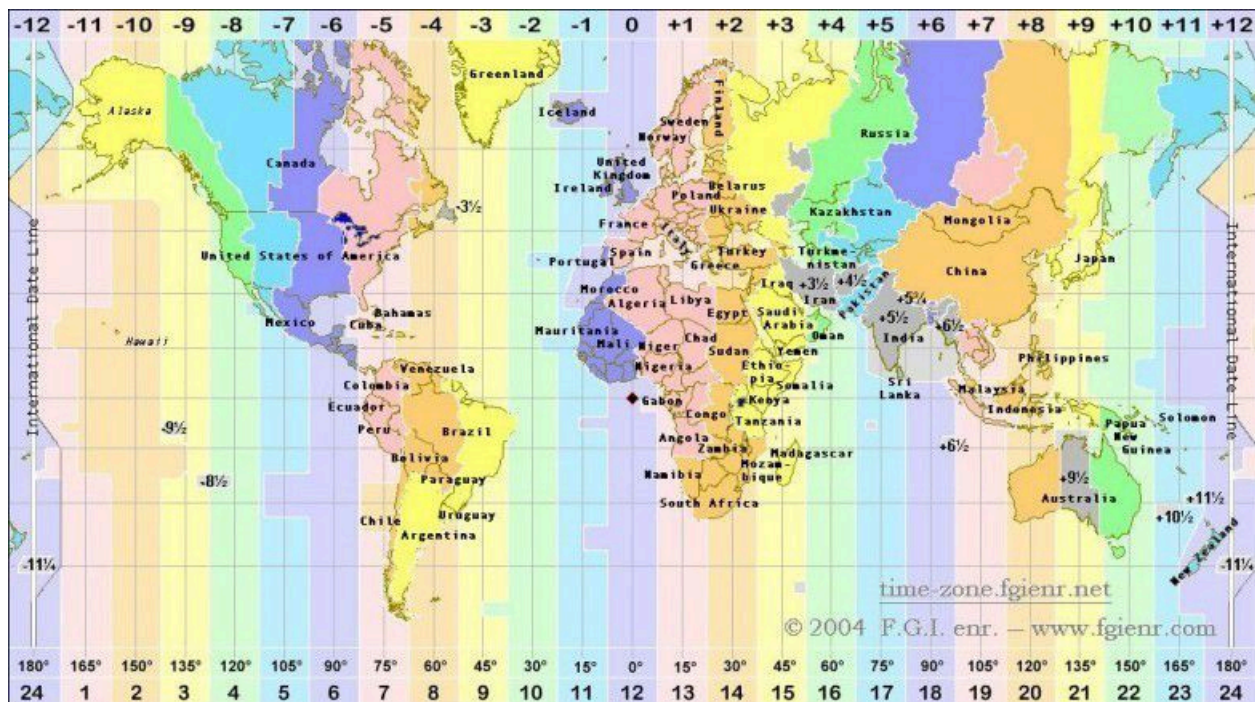 -12 -11 -10 -9 -8 -7 -6 -5 -4 -3 -2 -1 0 +1 +2 +3 +4 +5 +6 +7 +8 +9 +10 +11 +12
Greenland
Alaska
Iceland
Finland
Sweden
Norway
Russia
Canada
United
Kingdom
Ireland
Belarus
Poland
-3½
Ukraine
Kazakhstan
Mongolia
France
Italy
International Date Line
International Date Line
United States of America
Spain
Portugal
Greece
Turkey
Turkme-
nistan
China
Japan
Morocco
Algeria
Libya
Iraq
+3½
Iran
+4½
Pakistan
+5¾
Mexico
Bahamas
Cuba
Egypt
Saudi
Arabia
+5½
India
+6½
Hawaii
Mauritania
Mali
Niger
Chad
Sudan
Yemen
Oman
Philippines
Venezuela
Nigeria
Ethio-
pia
Somalia
Sri
Lanka
Colombia
Malaysia
Ecuador
Gabon
Congo
Kenya
Indonesia
Tanzania
Papua
New
Guinea
Solomon
-9½
Peru
Brazil
Angola
Zambia
Madagascar
+6½
Bolivia
-8½
Paraguay
Namibia
Mozam-
bique
+9½
Australia
South Africa
+11½
Uruguay
Chile
+10½
Argentina
New Zealand
-11¼
-11¼
time-zone.fgienr.net
© 2004 F.G.I. enr. – www.fgienr.com
180° 165° 150° 135° 120° 105° 90° 75° 60° 45° 30° 15° 0° 15° 30° 45° 60° 75° 90° 105° 120° 135° 150° 165° 180°
24 1 2 3 4 5 6 7 8 9 10 11 12 13 14 15 16 17 18 19 20 21 22 23 24